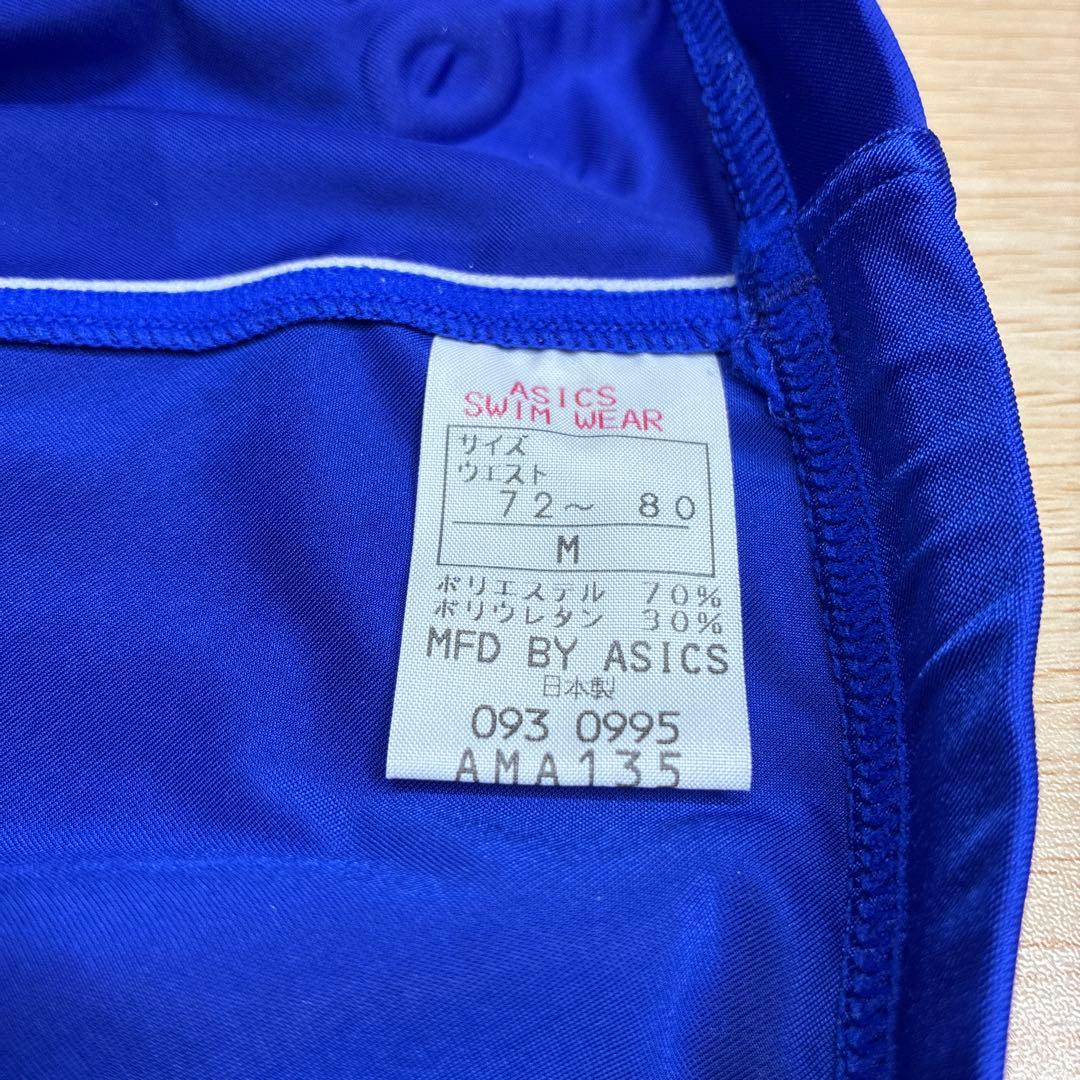 ASICS
SWIM WEAR
サイズ
ウエスト
72～ 80
M
ポリエステル 70%
ポリウレタン 30%
MFD BY ASICS
日本製
093 0995
AMA135